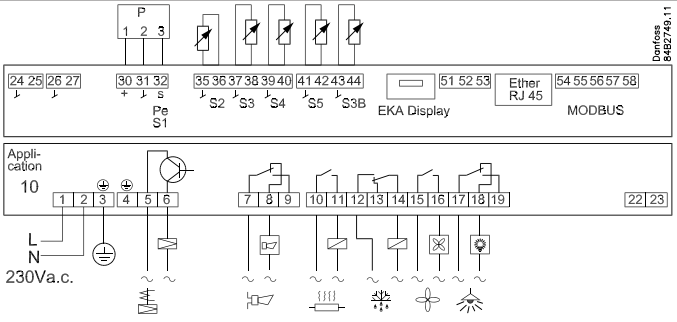 P
1 2 3
Danfoss
84B2749.11
24 25 26 27 30 31 32 35 36 37 38 39 40 41 42 43 44 51 52 53 54 55 56 57 58
+ s
S2 S3 S4 S5 S3B
Pe
S1
EKA Display
Ether
RJ 45
MODBUS
Appli-
cation
10
1 2 3 4 5 6 7 8 9 10 11 12 13 14 15 16 17 18 19 22 23
L
N
230Va.c.